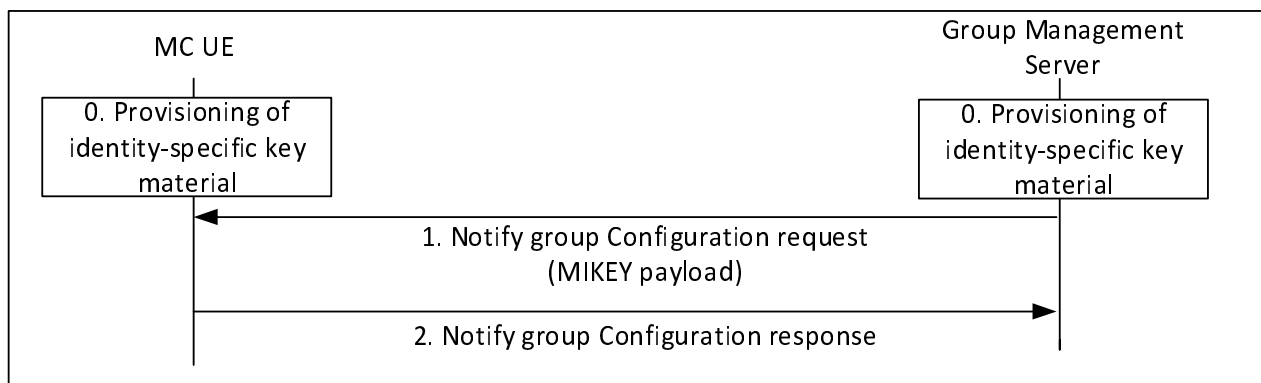 MC UE
Group Management
Server
0. Provisioning of
identity-specific key
material
0. Provisioning of
identity-specific key
material
1. Notify group Configuration request
(MIKEY payload)
2. Notify group Configuration response